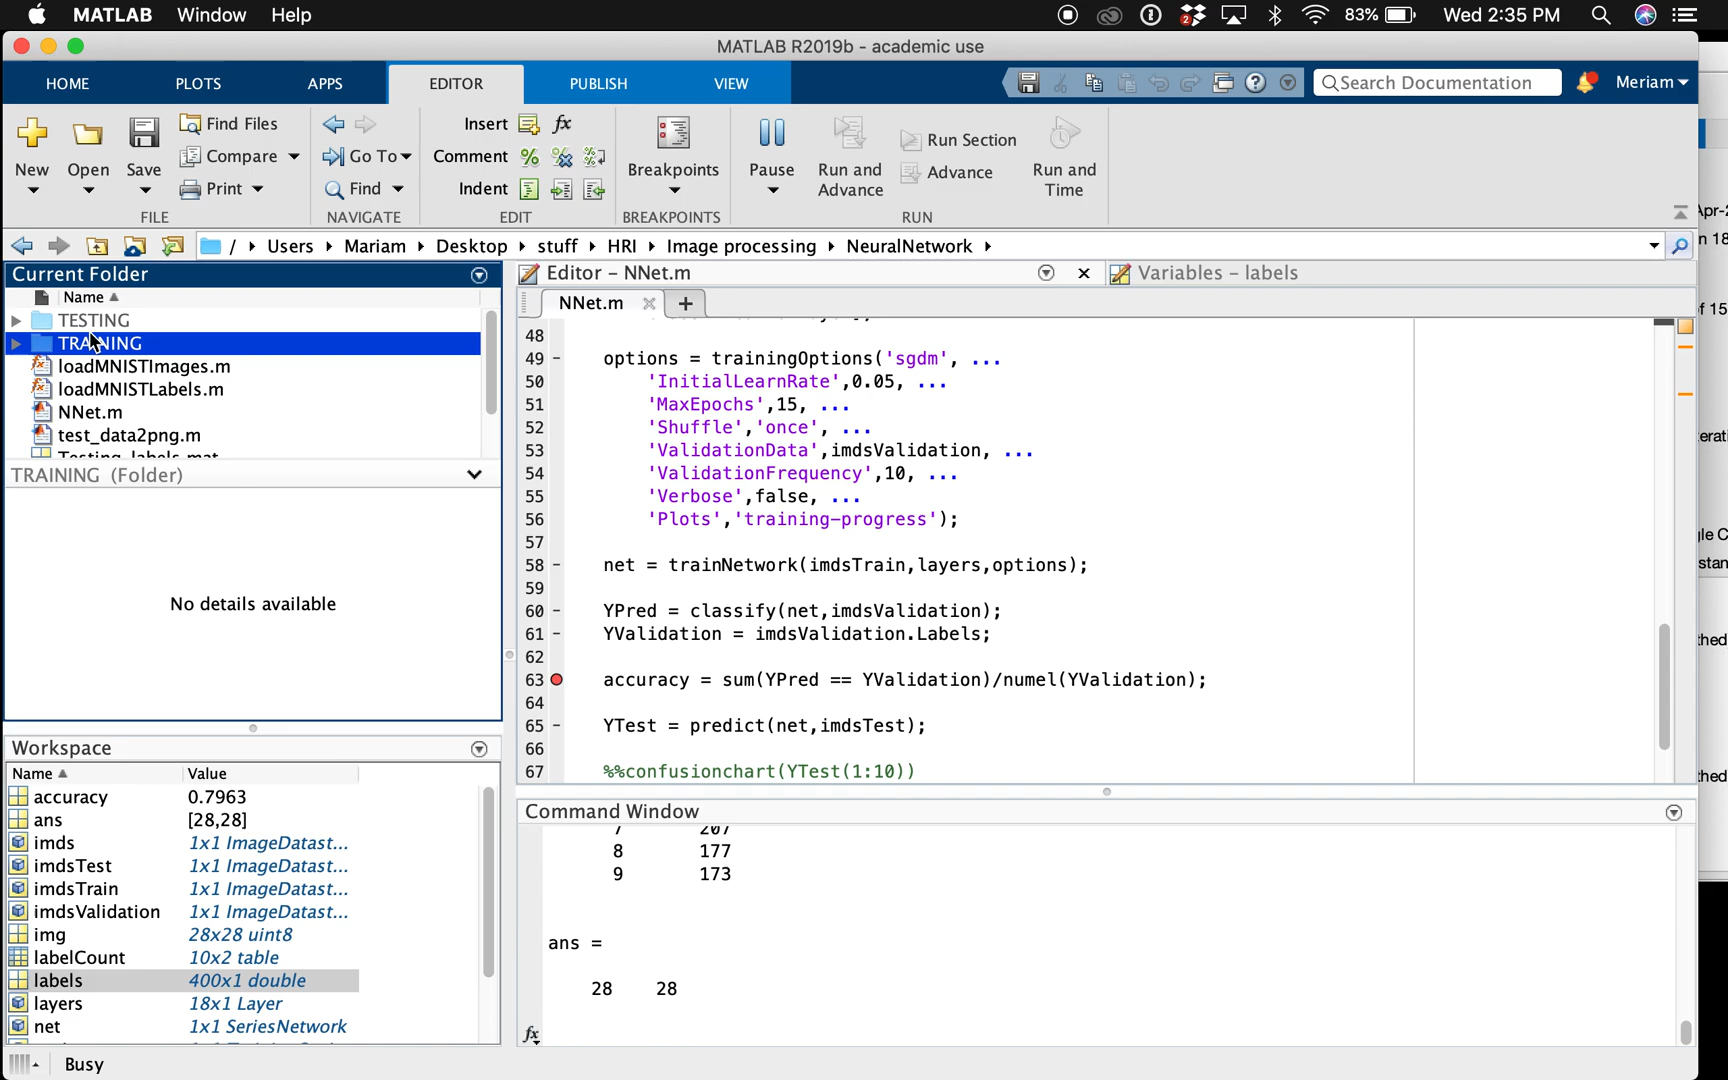 MATLAB Window Help 2 83% Wed 2:35 PM
MATLAB R2019b - academic use
HOME PLOTS APPS EDITOR PUBLISH VIEW Search Documentation Meriam
New Open Save Find Files Compare Print FILE
Go To Find NAVIGATE
Insert fx Comment Indent EDIT
Breakpoints BREAKPOINTS
Pause Run and Advance Run Section Advance Run and Time RUN
/ Users Mariam Desktop stuff HRI Image processing NeuralNetwork
Current Folder
Name
TESTING
TRAINING
loadMNISTImages.m
loadMNISTLabels.m
NNet.m
test_data2png.m
Testing_labels.mat
TRAINING (Folder)
No details available
Workspace
Name Value
accuracy 0.7963
ans [28,28]
imds 1x1 ImageDatast...
imdsTest 1x1 ImageDatast...
imdsTrain 1x1 ImageDatast...
imdsValidation 1x1 ImageDatast...
img 28x28 uint8
labelCount 10x2 table
labels 400x1 double
layers 18x1 Layer
net 1x1 SeriesNetwork
Editor - NNet.m
Variables - labels
NNet.m +
48
49 options = trainingOptions('sgdm', ...
50 'InitialLearnRate',0.05, ...
51 'MaxEpochs',15, ...
52 'Shuffle','once', ...
53 'ValidationData',imdsValidation, ...
54 'ValidationFrequency',10, ...
55 'Verbose',false, ...
56 'Plots','training-progress');
57
58 net = trainNetwork(imdsTrain,layers,options);
59
60 YPred = classify(net,imdsValidation);
61 YValidation = imdsValidation.Labels;
62
63 accuracy = sum(YPred == YValidation)/numel(YValidation);
64
65 YTest = predict(net,imdsTest);
66
67 %%confusionchart(YTest(1:10))
Command Window
7 207
8 177
9 173
ans =
28 28
fx
Busy